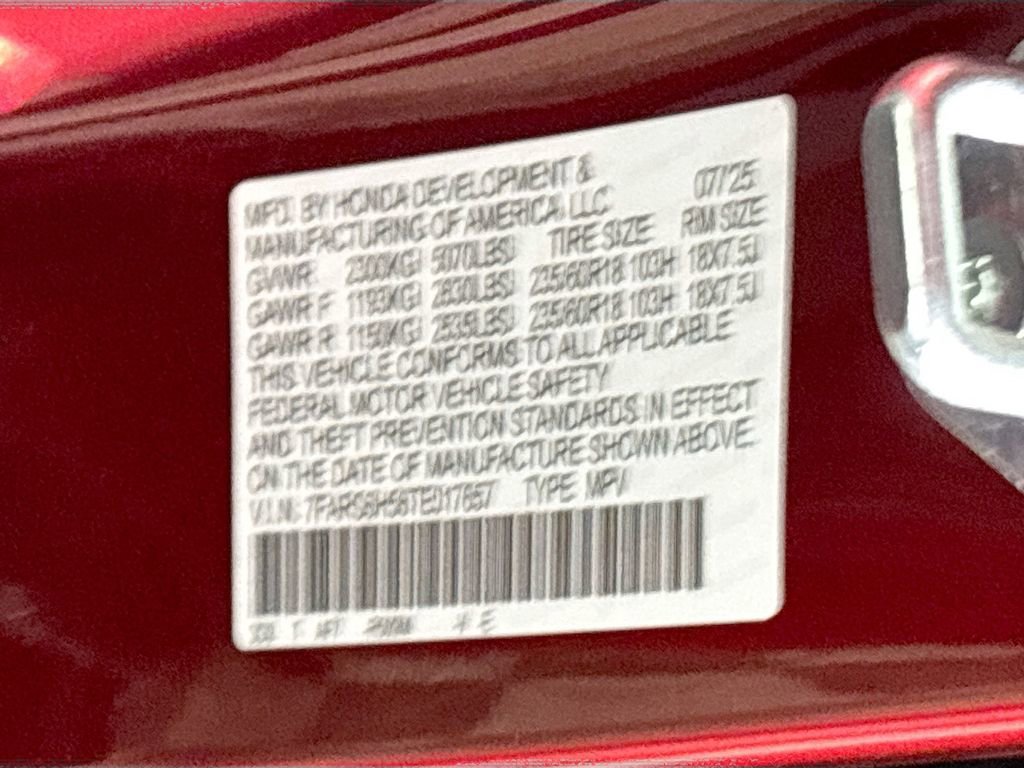 MFD. BY HONDA DEVELOPMENT & 07/25
MANUFACTURING OF AMERICA, LLC
GVWR 2300KG( 5070LBS) TIRE SIZE RIM SIZE
GAWR F 1193KG( 2630LBS) 235/60R18 103H 18X7.5J
GAWR R 1150KG( 2535LBS) 235/60R18 103H 18X7.5J
THIS VEHICLE CONFORMS TO ALL APPLICABLE
FEDERAL MOTOR VEHICLE SAFETY
AND THEFT PREVENTION STANDARDS IN EFFECT
ON THE DATE OF MANUFACTURE SHOWN ABOVE.
V.I.N.: TYPE: MPV